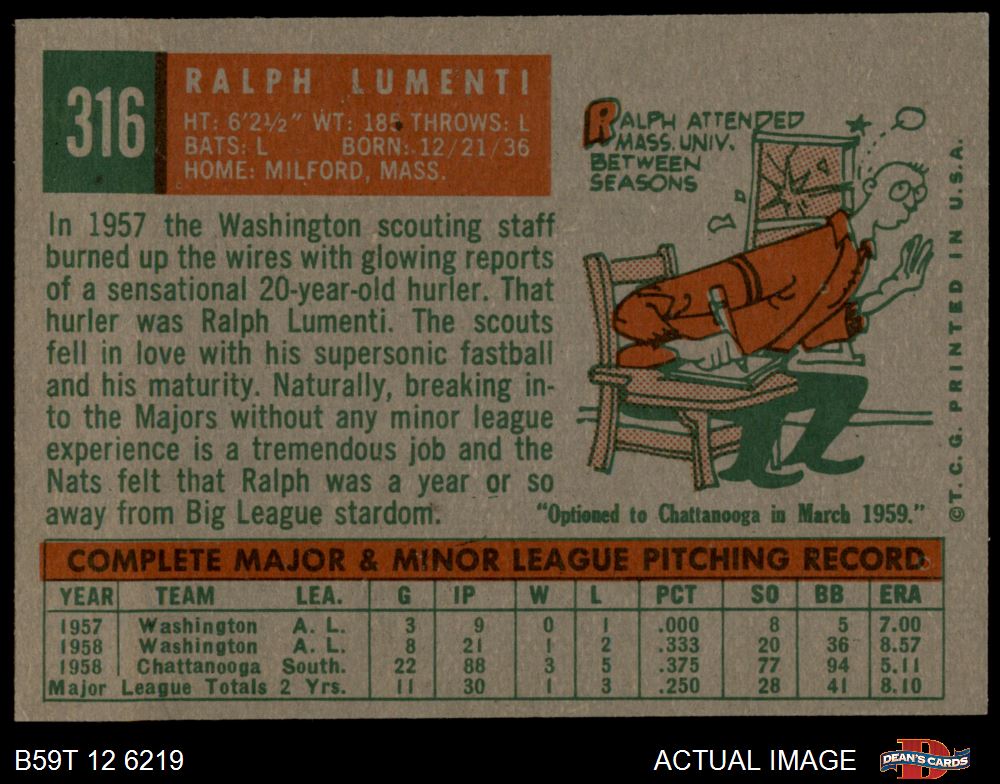 316
RALPH LUMENTI
HT: 6'2½" WT: 185 THROWS: L
BATS: L BORN: 12/21/36
HOME: MILFORD, MASS.
In 1957 the Washington scouting staff
burned up the wires with glowing reports
of a sensational 20-year-old hurler. That
hurler was Ralph Lumenti. The scouts
fell in love with his supersonic fastball
and his maturity. Naturally, breaking in-
to the Majors without any minor league
experience is a tremendous job and the
Nats felt that Ralph was a year or so
away from Big League stardom.
RALPH ATTENDED
MASS. UNIV.
BETWEEN
SEASONS
"Optioned to Chattanooga in March 1959."
©T. C. G. PRINTED IN U.S.A.
COMPLETE MAJOR & MINOR LEAGUE PITCHING RECORD
YEAR TEAM LEA. G IP W L PCT SO BB ERA
1957 Washington A. L. 3 9 0 1 .000 8 5 7.00
1958 Washington A. L. 8 21 1 2 .333 20 36 8.57
1958 Chattanooga South. 22 88 3 5 .375 77 94 5.11
Major League Totals 2 Yrs. 11 30 1 3 .250 28 41 8.10
B59T 12 6219
ACTUAL IMAGE
DEAN'S CARDS